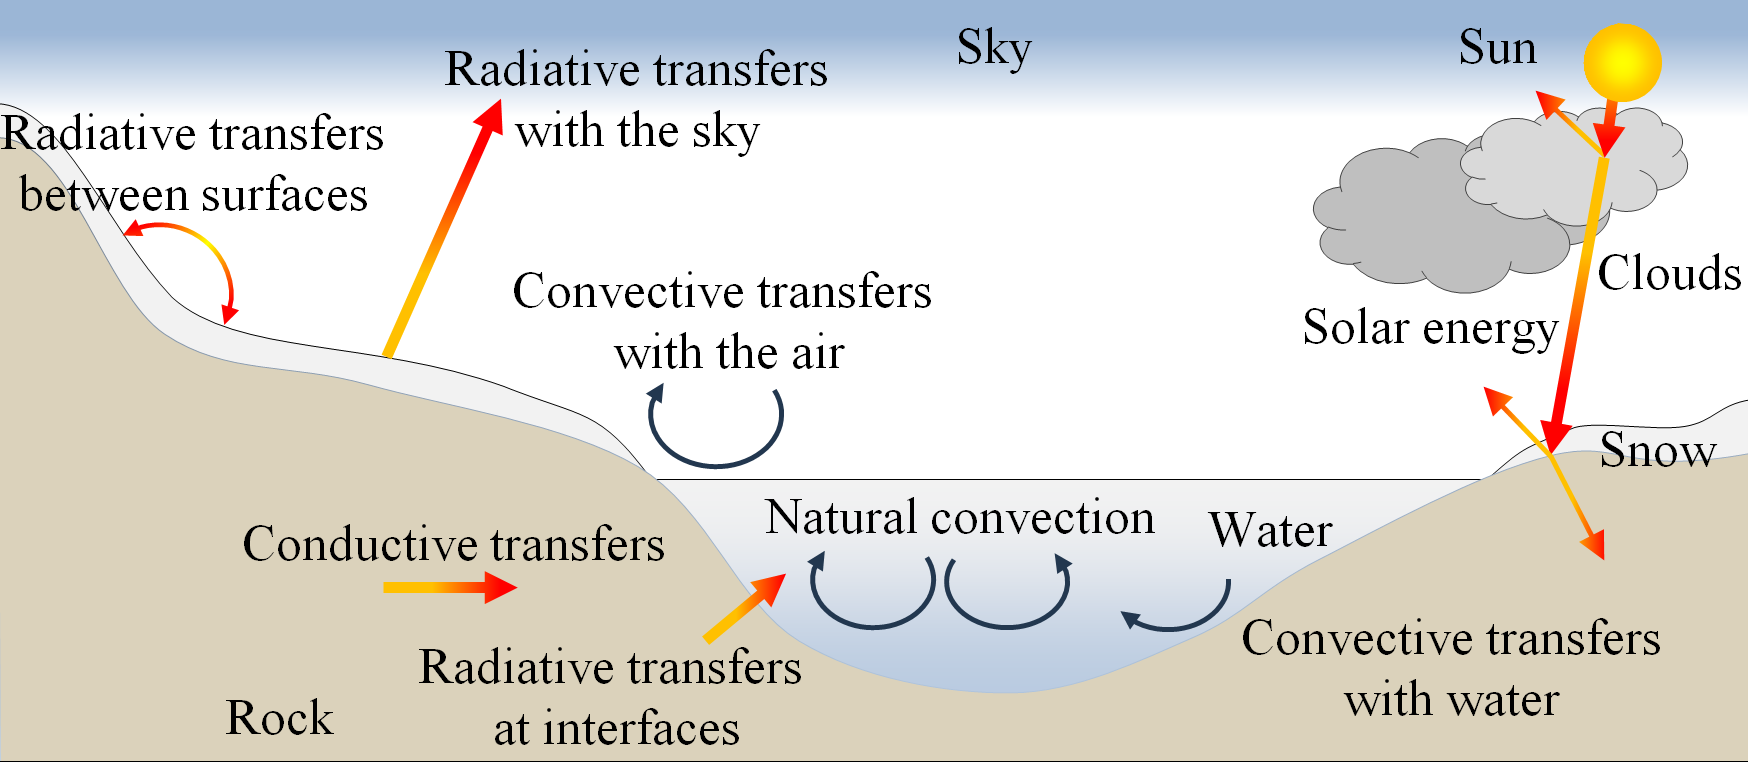 Sky
Sun
Radiative transfers
with the sky
Radiative transfers
between surfaces
Convective transfers
with the air
Clouds
Solar energy
Snow
Natural convection
Water
Conductive transfers
Convective transfers
with water
Radiative transfers
at interfaces
Rock